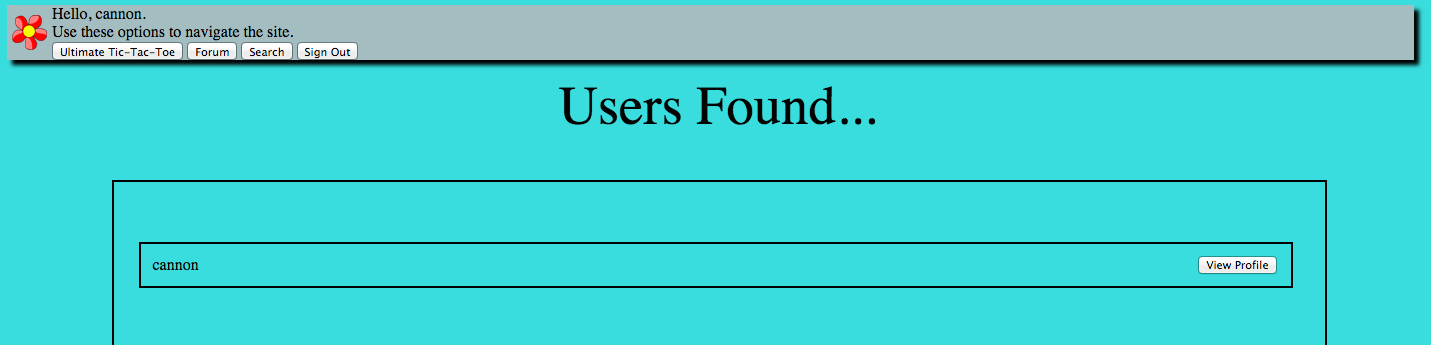 Hello, cannon.
Use these options to navigate the site.
Ultimate Tic-Tac-Toe Forum Search Sign Out
Users Found...
cannon View Profile